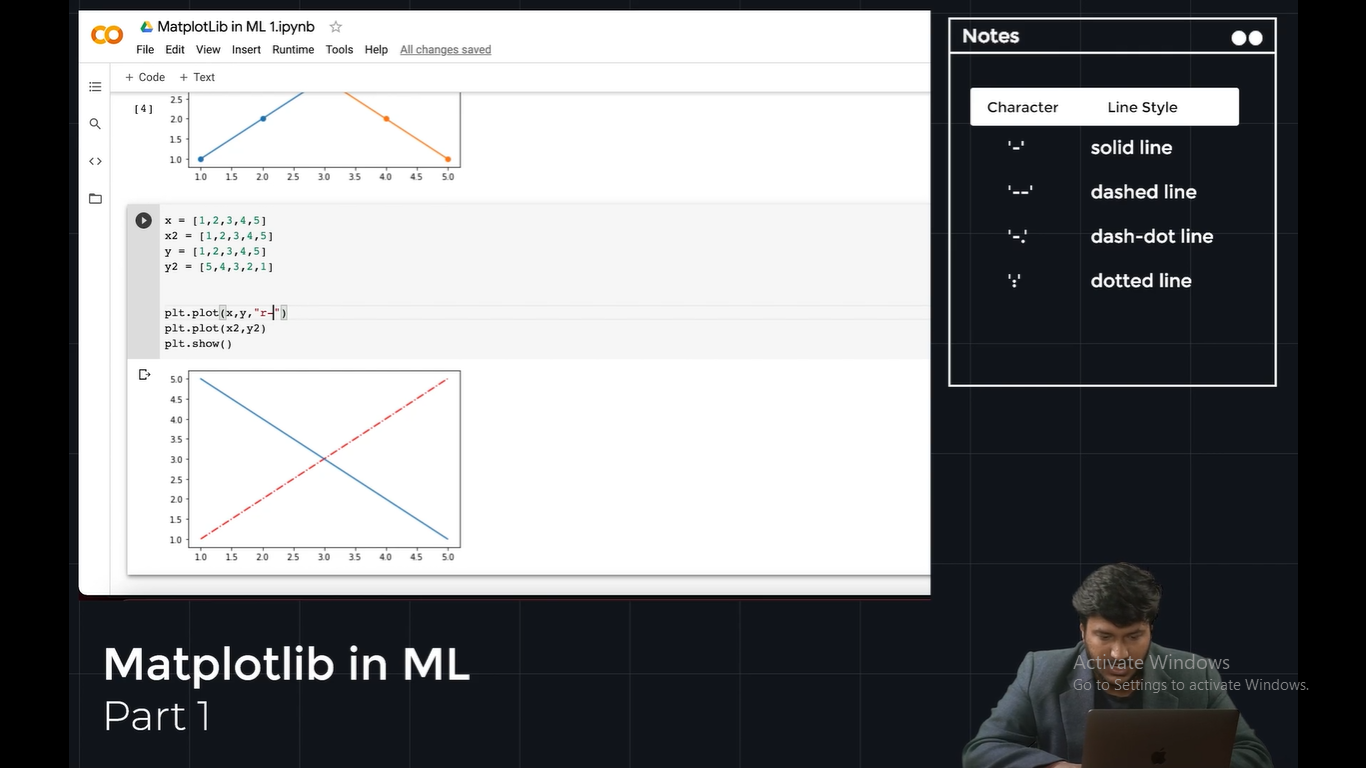 MatplotLib in ML 1.ipynb
File Edit View Insert Runtime Tools Help All changes saved
+ Code + Text
[4]
2.5
2.0
1.5
1.0
1.0 1.5 2.0 2.5 3.0 3.5 4.0 4.5 5.0
x = [1,2,3,4,5]
x2 = [1,2,3,4,5]
y = [1,2,3,4,5]
y2 = [5,4,3,2,1]
plt.plot(x,y,"r-")
plt.plot(x2,y2)
plt.show()
5.0
4.5
4.0
3.5
3.0
2.5
2.0
1.5
1.0
1.0 1.5 2.0 2.5 3.0 3.5 4.0 4.5 5.0
Notes
Character Line Style
'-' solid line
'--' dashed line
'-.' dash-dot line
':' dotted line
Matplotlib in ML
Part 1
Activate Windows
Go to Settings to activate Windows.